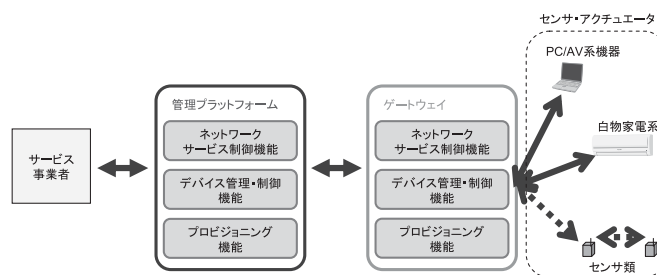 センサ・アクチュエータ
PC/AV系機器
管理プラットフォーム
ゲートウェイ
ネットワーク
サービス制御機能
ネットワーク
サービス制御機能
白物家電系
サービス
事業者
デバイス管理・制御
機能
デバイス管理・制御
機能
プロビジョニング
機能
プロビジョニング
機能
センサ類